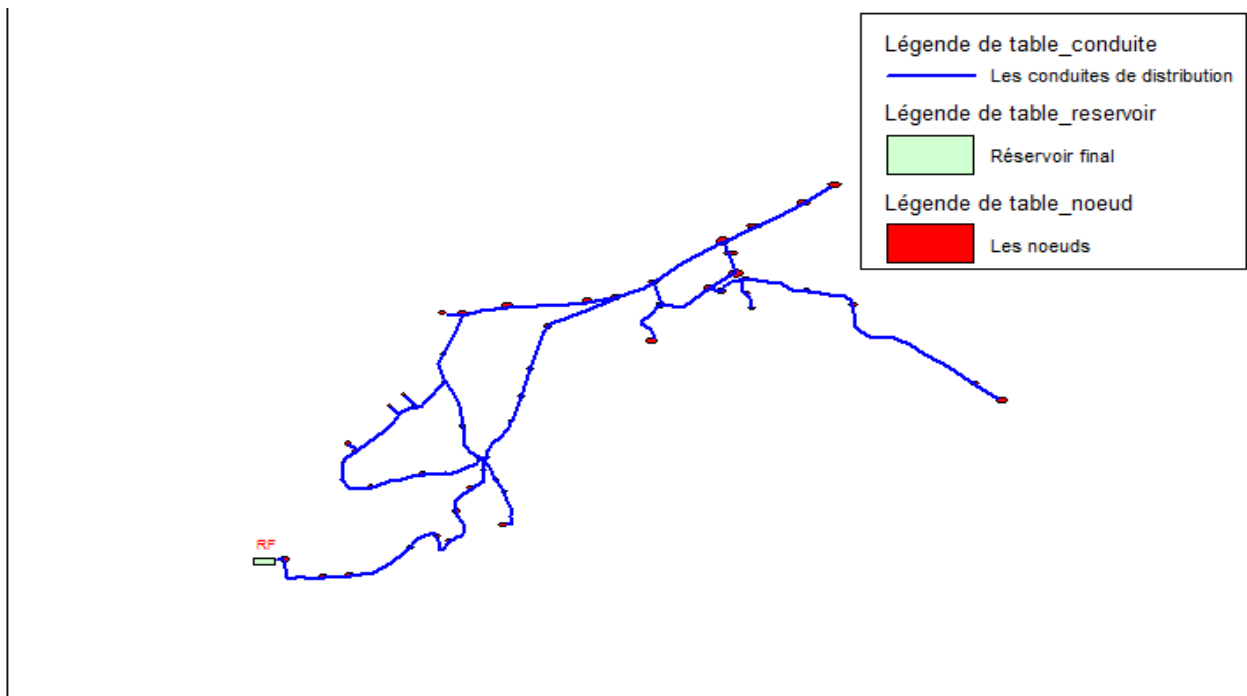 Légende de table_conduite
Les conduites de distribution
Légende de table_reservoir
Réservoir final
Légende de table_noeud
Les noeuds
RF